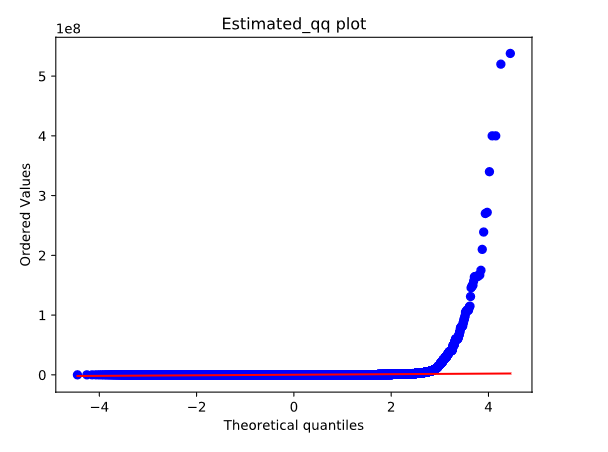 Estimated_qq plot
1e8
5
4
3
2
1
0
Ordered Values
−4
−2
0
2
4
Theoretical quantiles